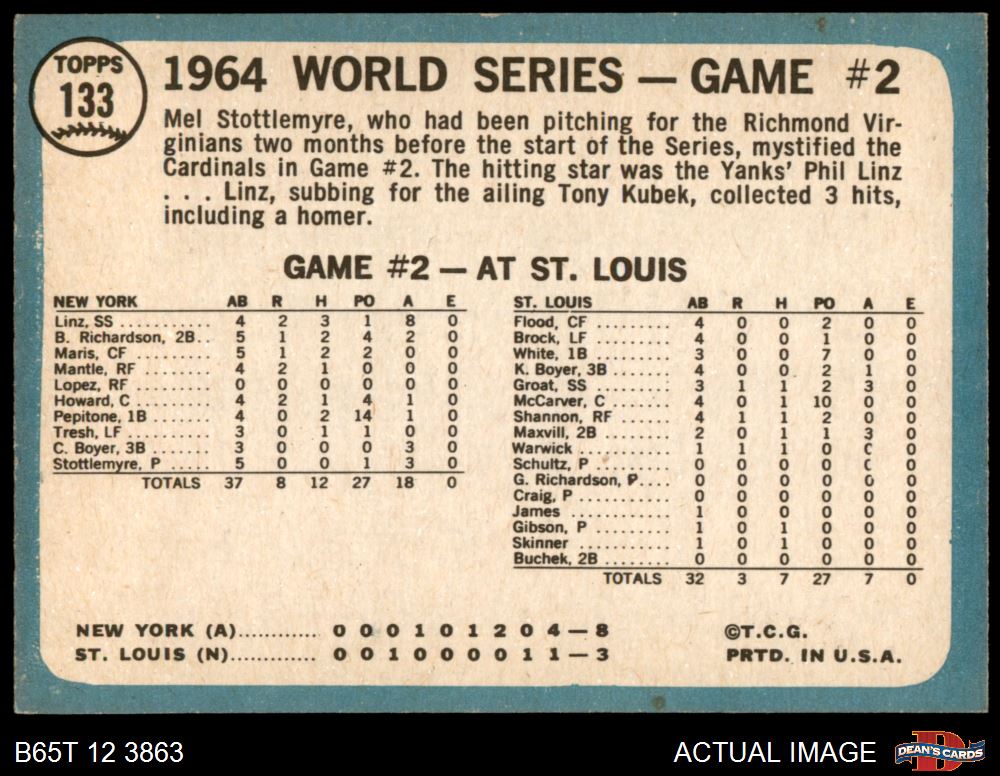 TOPPS
133
1964 WORLD SERIES — GAME #2
Mel Stottlemyre, who had been pitching for the Richmond Vir-
ginians two months before the start of the Series, mystified the
Cardinals in Game #2. The hitting star was the Yanks' Phil Linz
. . . Linz, subbing for the ailing Tony Kubek, collected 3 hits,
including a homer.
GAME #2 — AT ST. LOUIS
NEW YORK AB R H PO A E
Linz, SS ........... 4 2 3 1 8 0
B. Richardson, 2B.. 5 1 2 4 2 0
Maris, CF ......... 5 1 2 2 0 0
Mantle, RF ........ 4 2 1 0 0 0
Lopez, RF ......... 0 0 0 0 0 0
Howard, C ......... 4 2 1 4 1 0
Pepitone, 1B ....... 4 0 2 14 1 0
Tresh, LF .......... 3 0 1 1 0 0
C. Boyer, 3B ....... 3 0 0 0 3 0
Stottlemyre, P ..... 5 0 0 1 3 0
TOTALS 37 8 12 27 18 0
ST. LOUIS AB R H PO A E
Flood, CF ......... 4 0 0 2 0 0
Brock, LF ......... 4 0 0 1 0 0
White, 1B ......... 3 0 0 7 0 0
K. Boyer, 3B ....... 4 0 0 2 1 0
Groat, SS ......... 3 1 1 2 3 0
McCarver, C ....... 4 0 1 10 0 0
Shannon, RF ....... 4 1 1 2 0 0
Maxvill, 2B ........ 2 0 1 1 3 0
Warwick .......... 1 1 1 0 0 0
Schultz, P ......... 0 0 0 0 0 0
G. Richardson, P.... 0 0 0 0 0 0
Craig, P ........... 0 0 0 0 0 0
James ............ 1 0 0 0 0 0
Gibson, P ......... 1 0 1 0 0 0
Skinner .......... 1 0 1 0 0 0
Buchek, 2B ........ 0 0 0 0 0 0
TOTALS 32 3 7 27 7 0
NEW YORK (A)............ 0 0 0 1 0 1 2 0 4 — 8
ST. LOUIS (N)............. 0 0 1 0 0 0 0 1 1 — 3
©T.C.G.
PRTD. IN U.S.A.
B65T 12 3863
ACTUAL IMAGE
DEAN'S CARDS